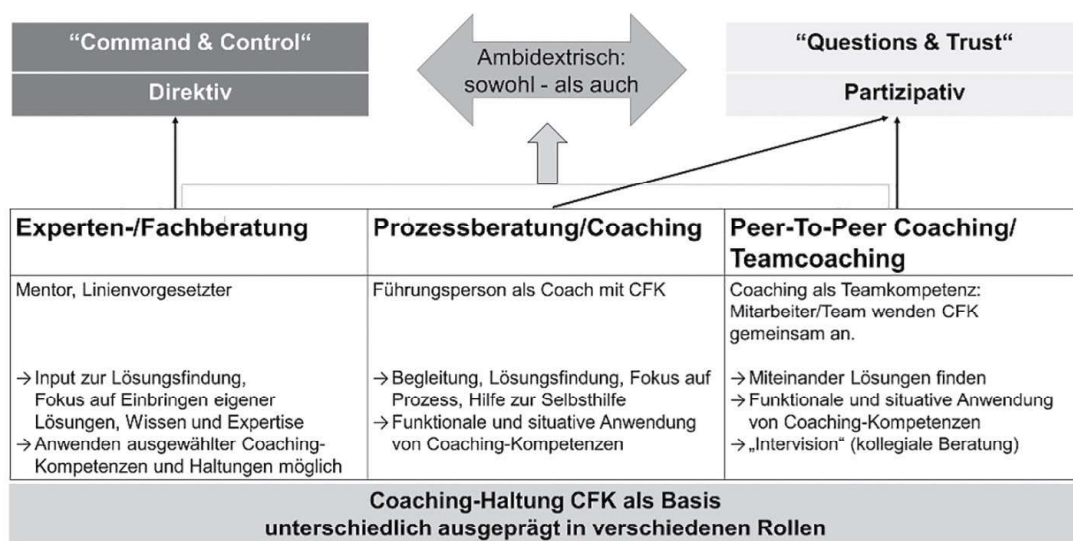 “Command & Control“
Direktiv
Ambidextrisch:
sowohl - als auch
“Questions & Trust“
Partizipativ
Experten-/Fachberatung
Mentor, Linienvorgesetzter
→ Input zur Lösungsfindung,
Fokus auf Einbringen eigener
Lösungen, Wissen und Expertise
→ Anwenden ausgewählter Coaching-
Kompetenzen und Haltungen möglich
Prozessberatung/Coaching
Führungsperson als Coach mit CFK
→ Begleitung, Lösungsfindung, Fokus auf
Prozess, Hilfe zur Selbsthilfe
→ Funktionale und situative Anwendung
von Coaching-Kompetenzen
Peer-To-Peer Coaching/
Teamcoaching
Coaching als Teamkompetenz:
Mitarbeiter/Team wenden CFK
gemeinsam an.
→ Miteinander Lösungen finden
→ Funktionale und situative Anwendung
von Coaching-Kompetenzen
→ „Intervision“ (kollegiale Beratung)
Coaching-Haltung CFK als Basis
unterschiedlich ausgeprägt in verschiedenen Rollen